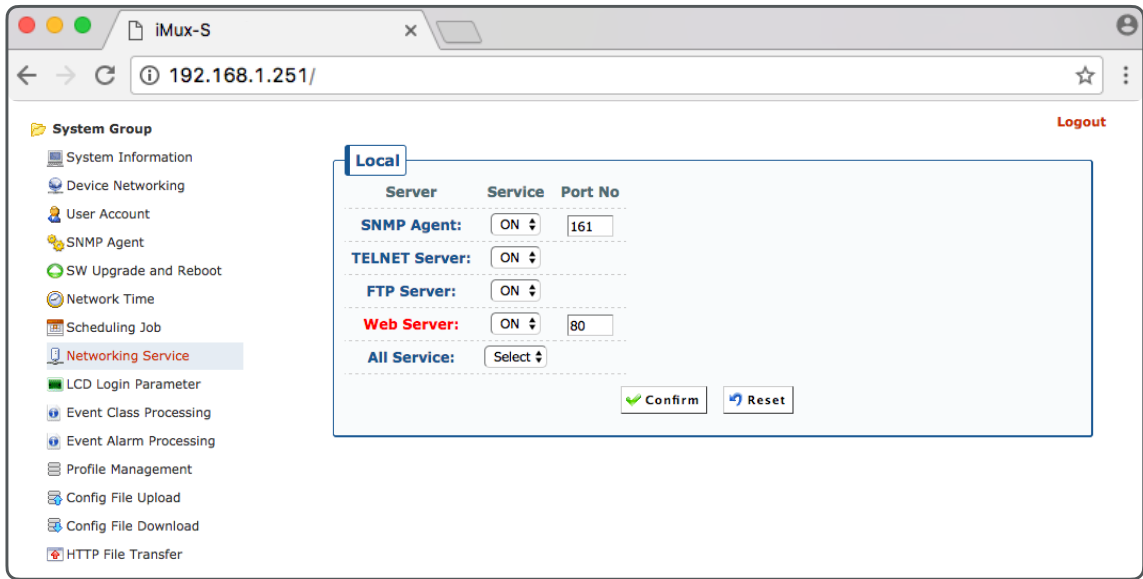 iMux-S
192.168.1.251/
Logout
System Group
System Information
Device Networking
User Account
SNMP Agent
SW Upgrade and Reboot
Network Time
Scheduling Job
Networking Service
LCD Login Parameter
Event Class Processing
Event Alarm Processing
Profile Management
Config File Upload
Config File Download
HTTP File Transfer
Local
Server Service Port No
SNMP Agent: ON 161
TELNET Server: ON
FTP Server: ON
Web Server: ON 80
All Service: Select
Confirm Reset